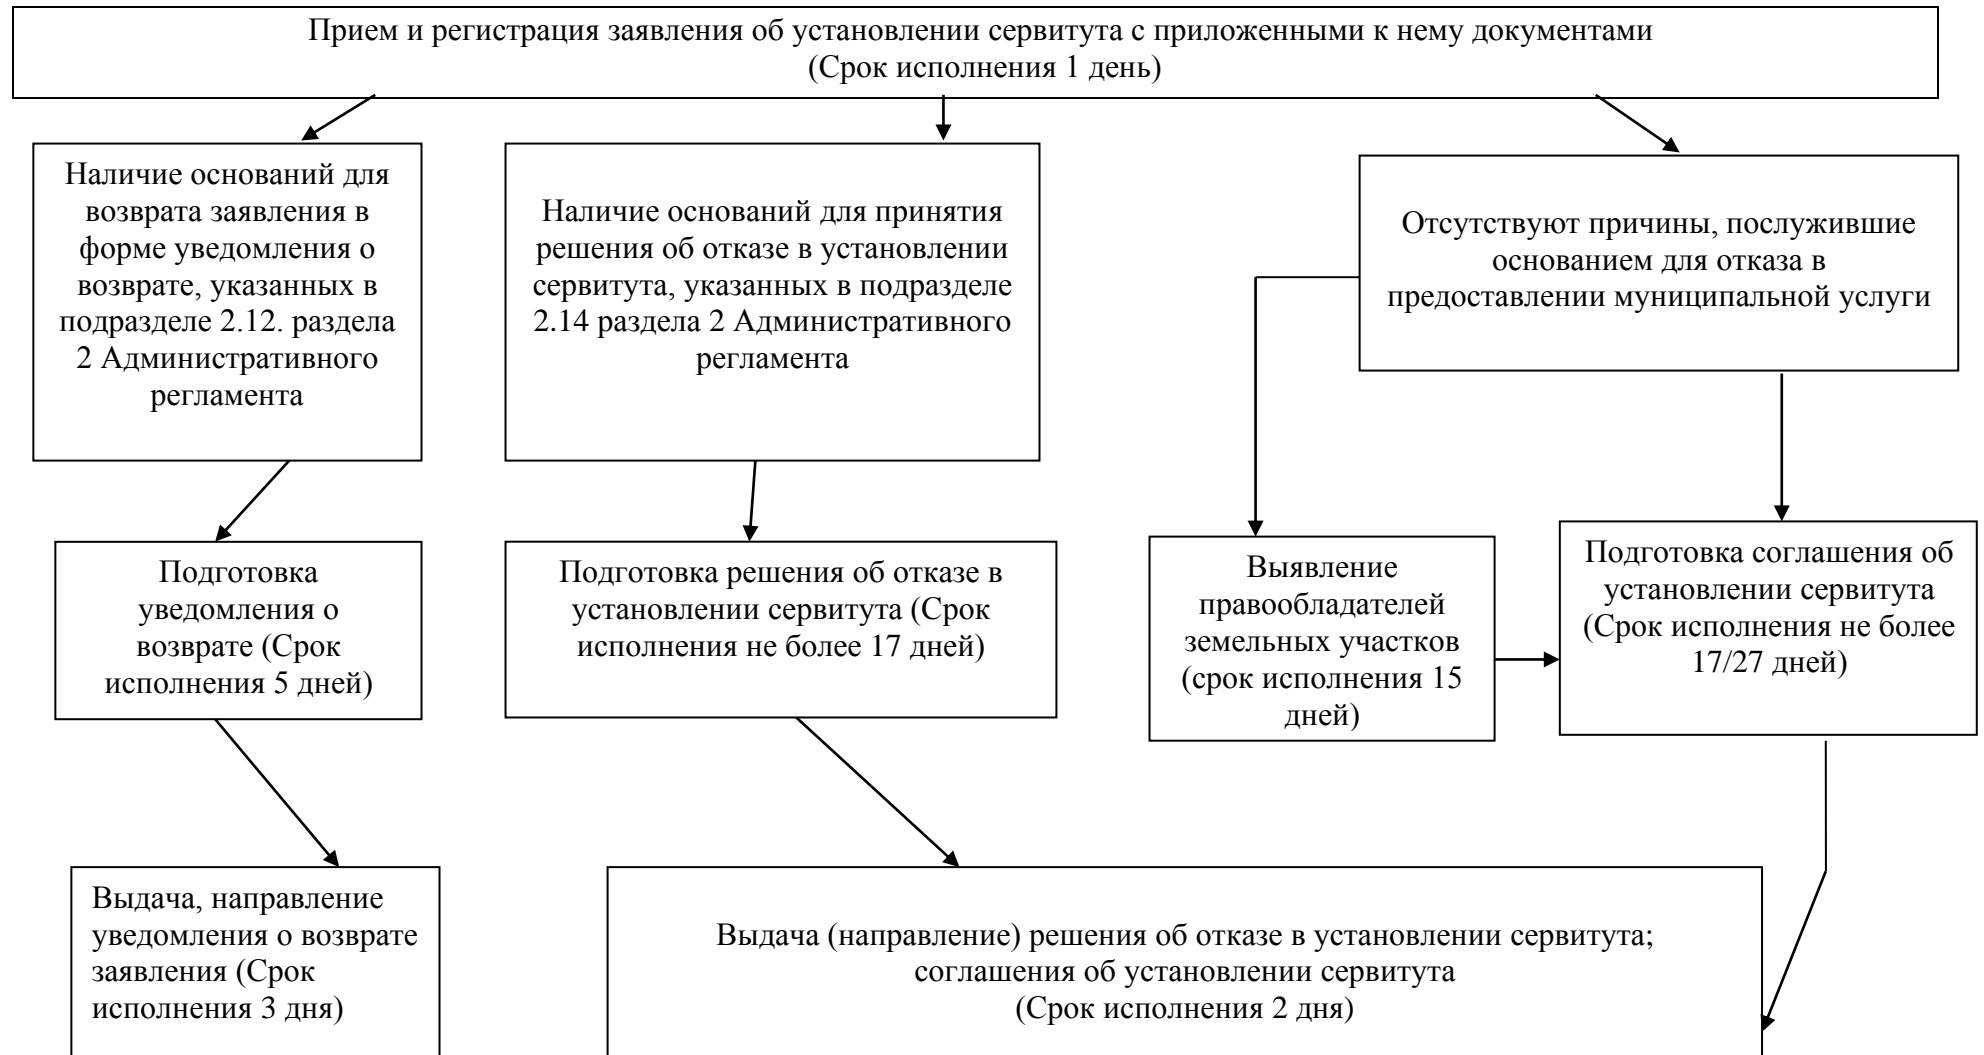 Прием и регистрация заявления об установлении сервитута с приложенными к нему документами
(Срок исполнения 1 день)
Наличие оснований для
возврата заявления в
форме уведомления о
возврате, указанных в
подразделе 2.12. раздела
2 Административного
регламента
Наличие оснований для принятия
решения об отказе в установлении
сервитута, указанных в подразделе
2.14 раздела 2 Административного
регламента
Отсутствуют причины, послужившие
основанием для отказа в
предоставлении муниципальной услуги
Подготовка
уведомления о
возврате (Срок
исполнения 5 дней)
Подготовка решения об отказе в
установлении сервитута (Срок
исполнения не более 17 дней)
Выявление
правообладателей
земельных участков
(срок исполнения 15
дней)
Подготовка соглашения об
установлении сервитута
(Срок исполнения не более
17/27 дней)
Выдача, направление
уведомления о возврате
заявления (Срок
исполнения 3 дня)
Выдача (направление) решения об отказе в установлении сервитута;
соглашения об установлении сервитута
(Срок исполнения 2 дня)